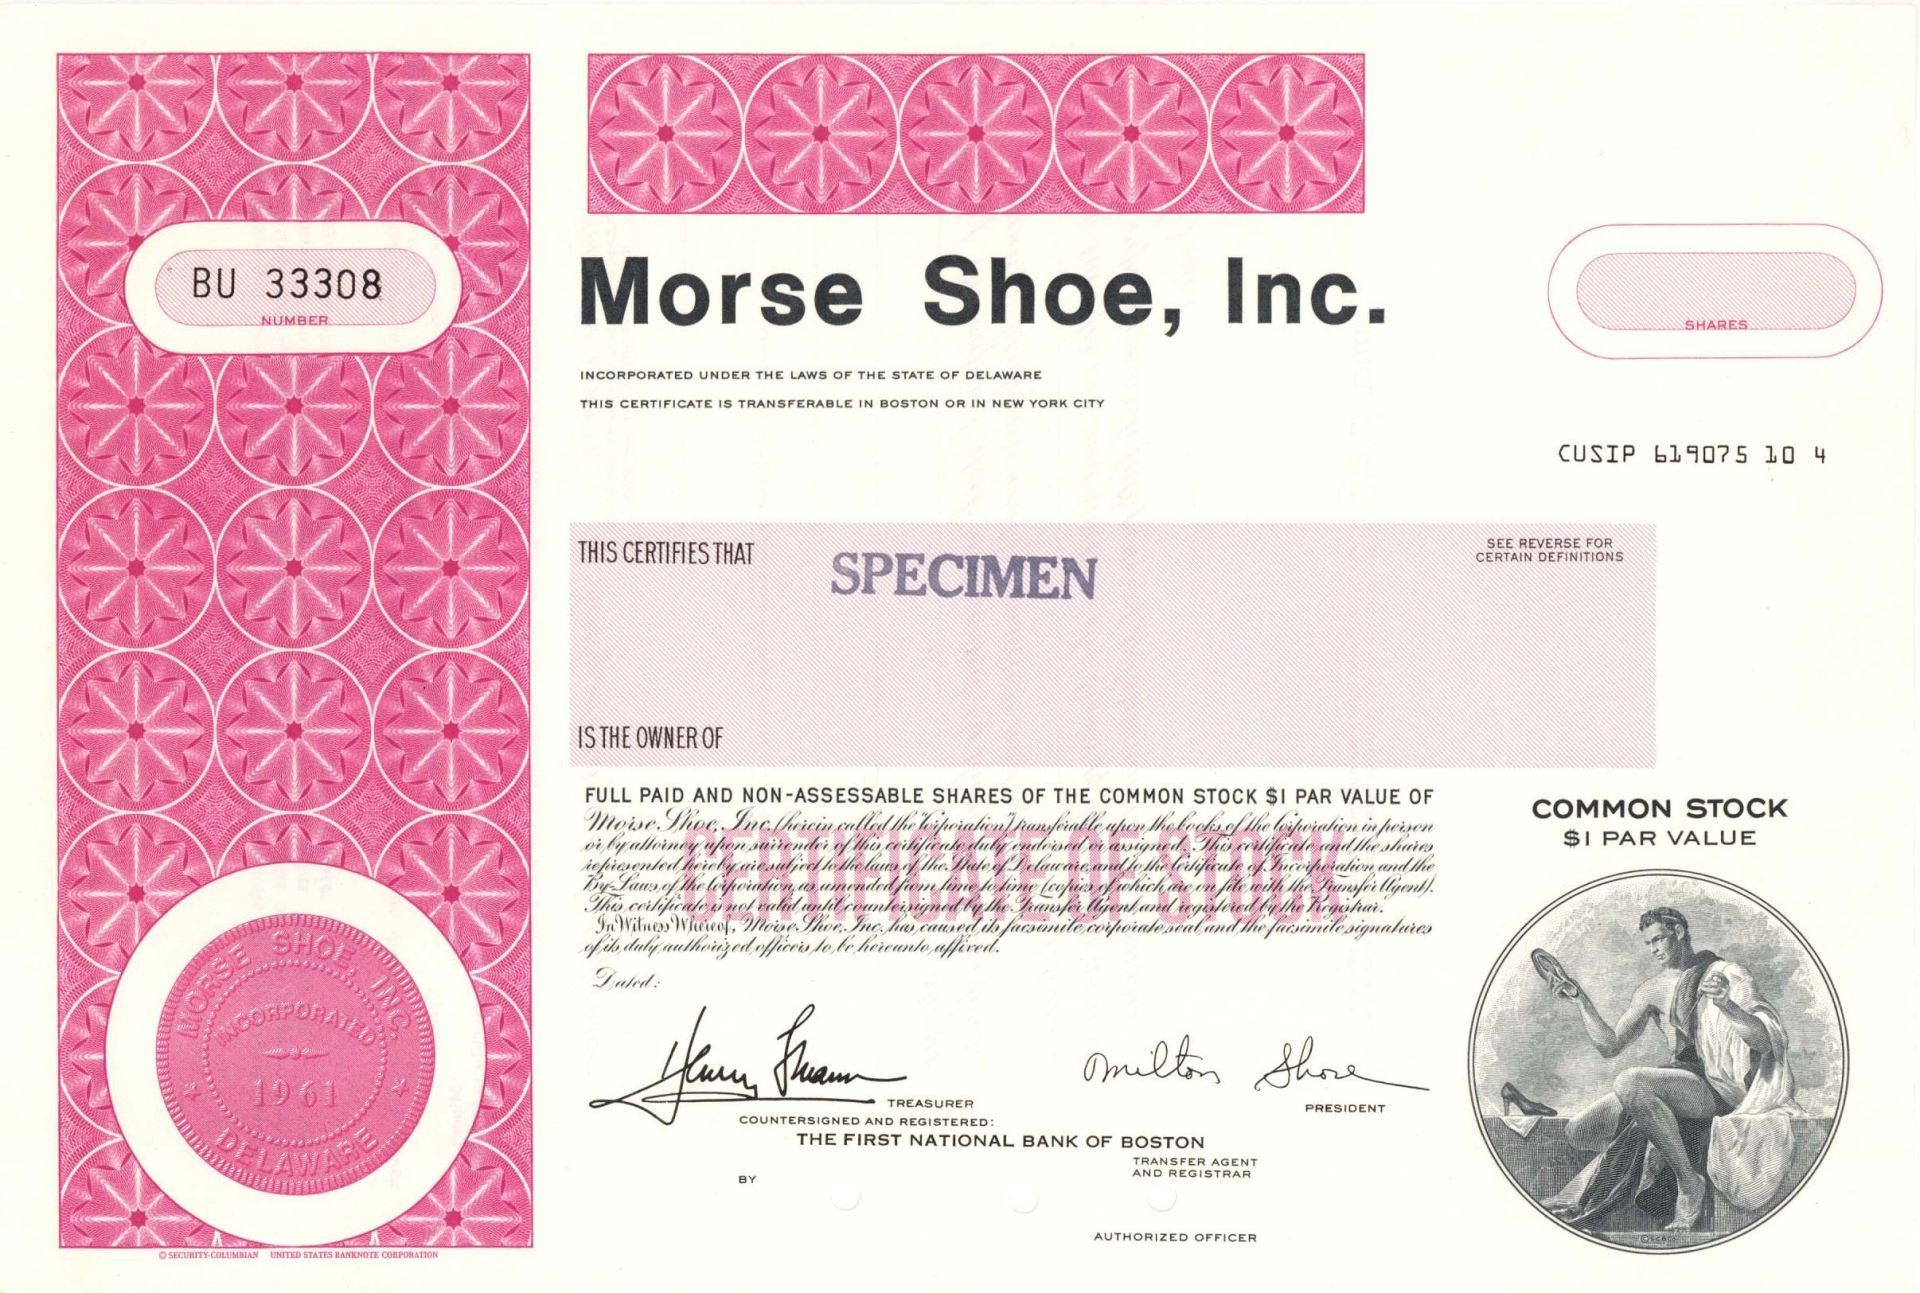 BU 33308
NUMBER
Morse Shoe, Inc.
INCORPORATED UNDER THE LAWS OF THE STATE OF DELAWARE
THIS CERTIFICATE IS TRANSFERABLE IN BOSTON OR IN NEW YORK CITY
SHARES
CUSIP 619075 10 4
THIS CERTIFIES THAT
SPECIMEN
SEE REVERSE FOR
CERTAIN DEFINITIONS
IS THE OWNER OF
FULL PAID AND NON-ASSESSABLE SHARES OF THE COMMON STOCK $1 PAR VALUE OF
Morse Shoe, Inc. (herein called the "Corporation") transferable upon the books of the Corporation in person
or by attorney upon surrender of this certificate duly endorsed or assigned. This certificate and the shares
represented hereby are subject to the laws of the State of Delaware, and to the Certificate of Incorporation and the
By-Laws of the Corporation, as amended from time to time (copies of which are on file with the Transfer Agent).
This certificate is not valid until countersigned by the Transfer Agent and registered by the Registrar.
In Witness Whereof, Morse Shoe, Inc. has caused its facsimile corporate seal and the facsimile signatures
of its duly authorized officers to be hereunto affixed.
CERTIFICATE OF STOCK
Dated:
COMMON STOCK
$1 PAR VALUE
MORSE SHOE, INC.
INCORPORATED
1961
DELAWARE
Milton Shore
TREASURER
PRESIDENT
COUNTERSIGNED AND REGISTERED:
THE FIRST NATIONAL BANK OF BOSTON
TRANSFER AGENT
AND REGISTRAR
BY
AUTHORIZED OFFICER
© SECURITY-COLUMBIAN UNITED STATES BANKNOTE CORPORATION